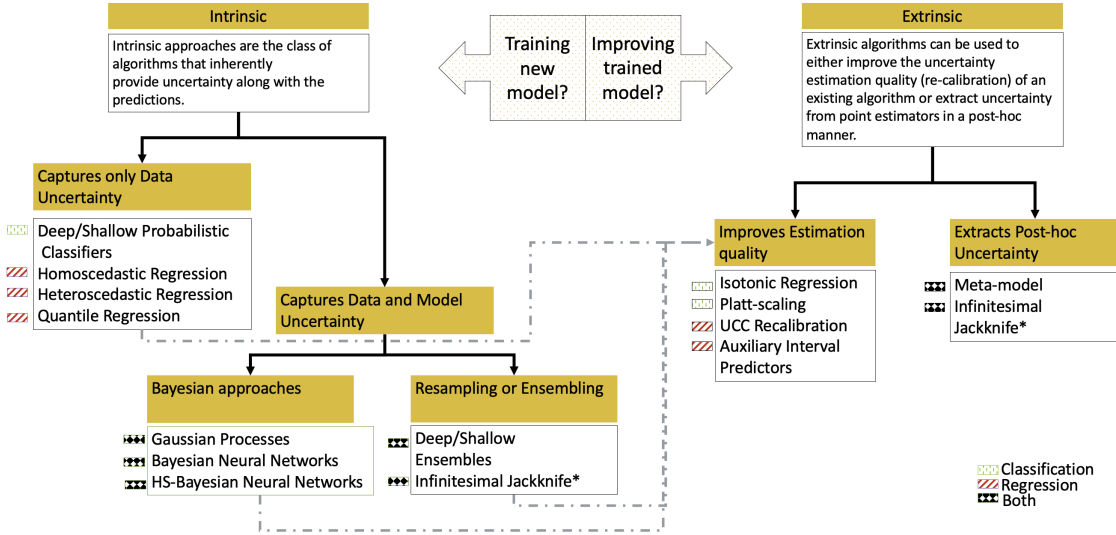 Intrinsic
Intrinsic approaches are the class of
algorithms that inherently
provide uncertainty along with the
predictions.
Training
new
model?
Improving
trained
model?
Extrinsic
Extrinsic algorithms can be used to
either improve the uncertainty
estimation quality (re-calibration) of an
existing algorithm or extract uncertainty
from point estimators in a post-hoc
manner.
Captures only Data
Uncertainty
Deep/Shallow Probabilistic
Classifiers
Homoscedastic Regression
Heteroscedastic Regression
Quantile Regression
Captures Data and Model
Uncertainty
Bayesian approaches
Gaussian Processes
Bayesian Neural Networks
HS-Bayesian Neural Networks
Resampling or Ensembling
Deep/Shallow
Ensembles
Infinitesimal Jackknife*
Improves Estimation
quality
Isotonic Regression
Platt-scaling
UCC Recalibration
Auxiliary Interval
Predictors
Extracts Post-hoc
Uncertainty
Meta-model
Infinitesimal
Jackknife*
Classification
Regression
Both